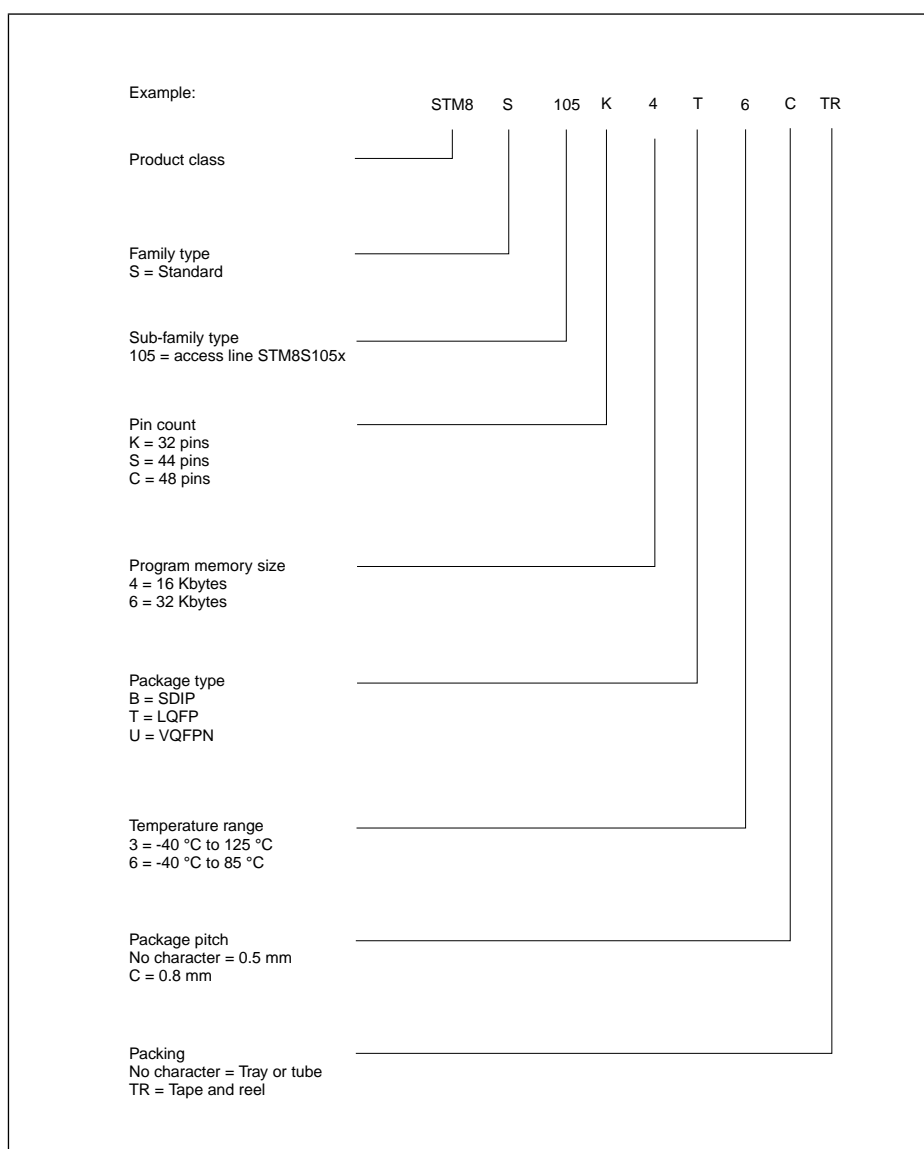 Example:
STM8 S 105 K 4 T 6 C TR
Product class
Family type
S = Standard
Sub-family type
105 = access line STM8S105x
Pin count
K = 32 pins
S = 44 pins
C = 48 pins
Program memory size
4 = 16 Kbytes
6 = 32 Kbytes
Package type
B = SDIP
T = LQFP
U = VQFPN
Temperature range
3 = -40 °C to 125 °C
6 = -40 °C to 85 °C
Package pitch
No character = 0.5 mm
C = 0.8 mm
Packing
No character = Tray or tube
TR = Tape and reel